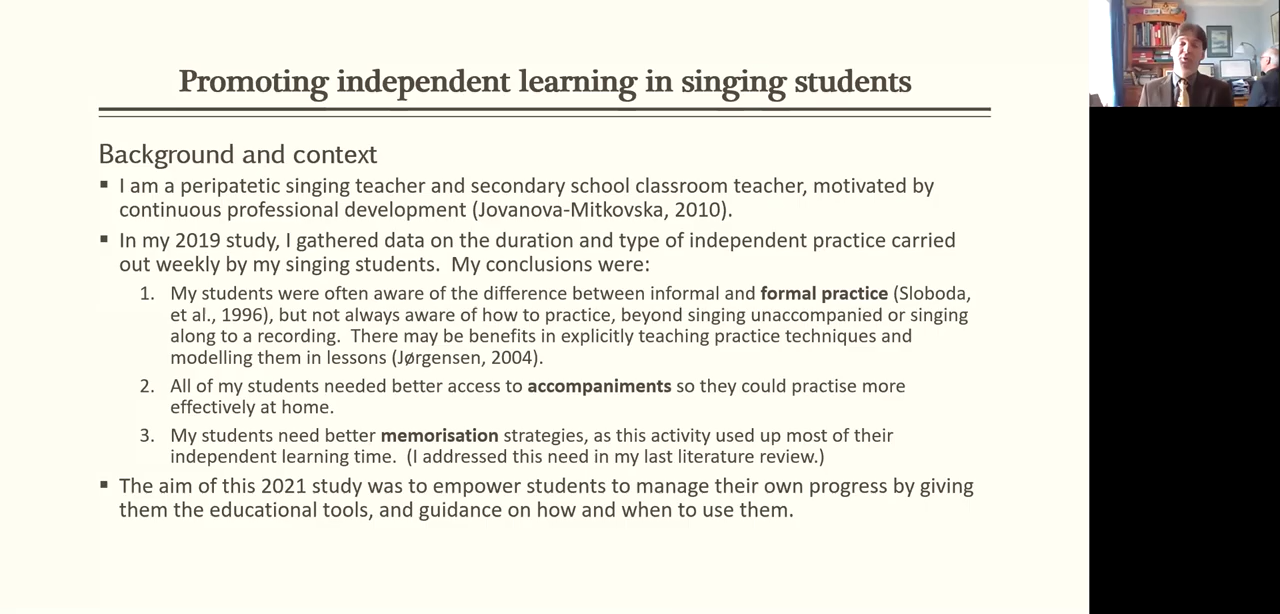 Promoting independent learning in singing students
Background and context
▪ I am a peripatetic singing teacher and secondary school classroom teacher, motivated by
continuous professional development (Jovanova-Mitkovska, 2010).
▪ In my 2019 study, I gathered data on the duration and type of independent practice carried
out weekly by my singing students.  My conclusions were:
1. My students were often aware of the difference between informal and formal practice (Sloboda,
et al., 1996), but not always aware of how to practice, beyond singing unaccompanied or singing
along to a recording.  There may be benefits in explicitly teaching practice techniques and
modelling them in lessons (Jørgensen, 2004).
2. All of my students needed better access to accompaniments so they could practise more
effectively at home.
3. My students need better memorisation strategies, as this activity used up most of their
independent learning time.  (I addressed this need in my last literature review.)
▪ The aim of this 2021 study was to empower students to manage their own progress by giving
them the educational tools, and guidance on how and when to use them.